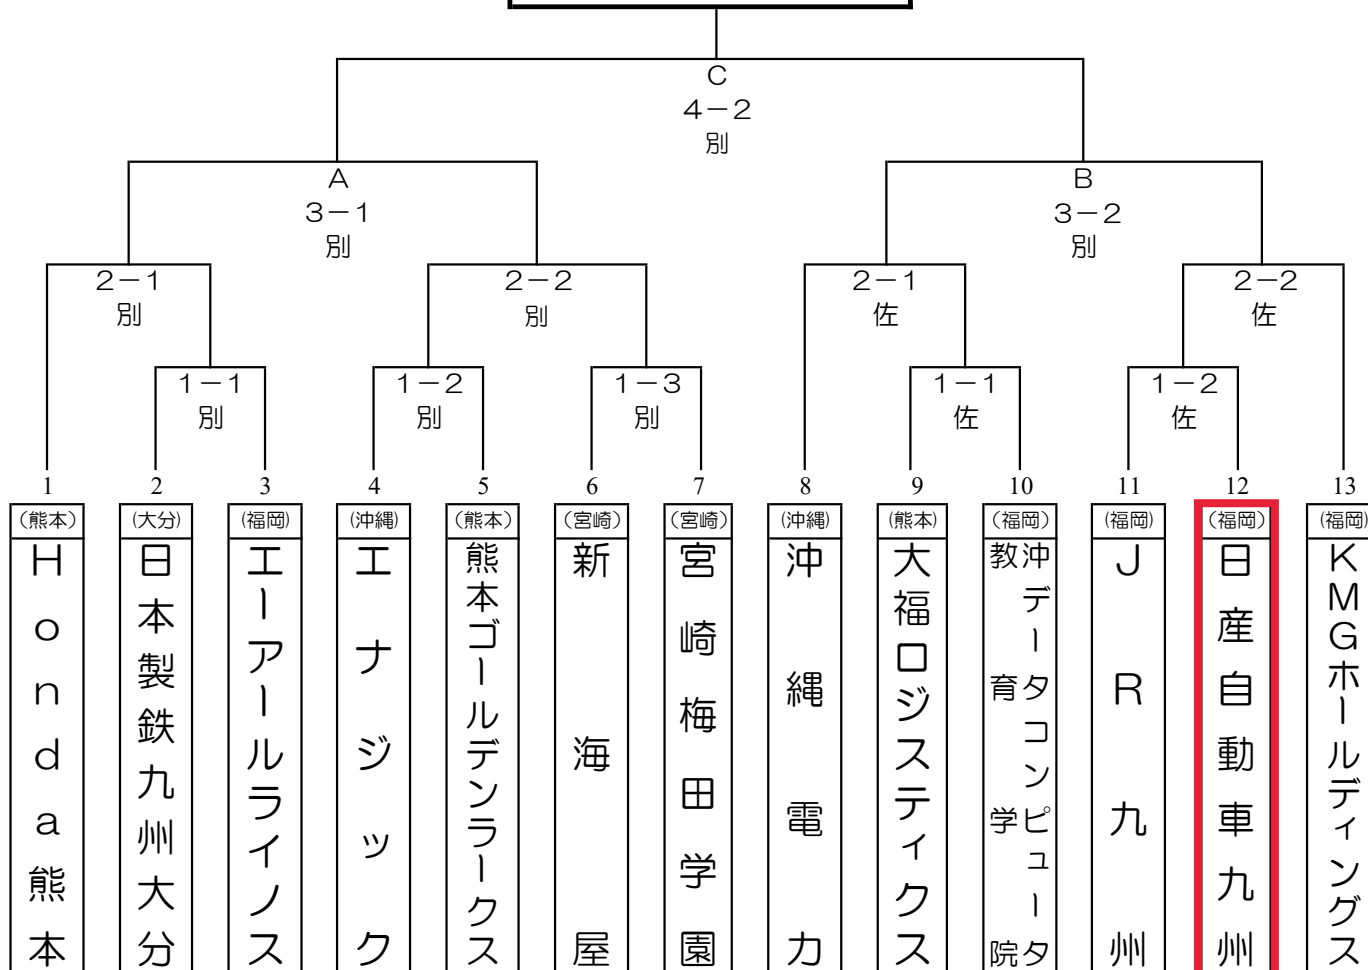 C
4-2
別
A
3-1
別
B
3-2
別
2-1
別
2-2
別
2-1
佐
2-2
佐
1-1
別
1-2
別
1-3
別
1-1
佐
1-2
佐
1
2
3
4
5
6
7
8
9
10
11
12
13
(熊本)
Honda熊本
(大分)
日本製鉄九州大分
(福岡)
エーアールライノス
(沖縄)
エナジック
(熊本)
熊本ゴールデンラークス
(宮崎)
新海屋
(宮崎)
宮崎梅田学園
(沖縄)
沖縄電力
(熊本)
大福ロジスティクス
(福岡)
沖データコンピュータ
教育学院
(福岡)
JR九州
(福岡)
日産自動車九州
(福岡)
KMGホールディングス